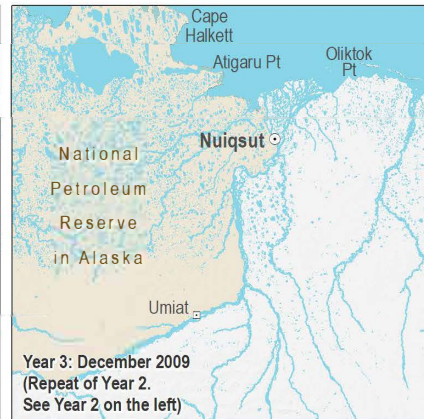 Cape
Halkett
Atigaru Pt
Oliktok
Pt
Nuiqsut
National
Petroleum
Reserve
in Alaska
Umiat
Year 3: December 2009
(Repeat of Year 2.
See Year 2 on the left)